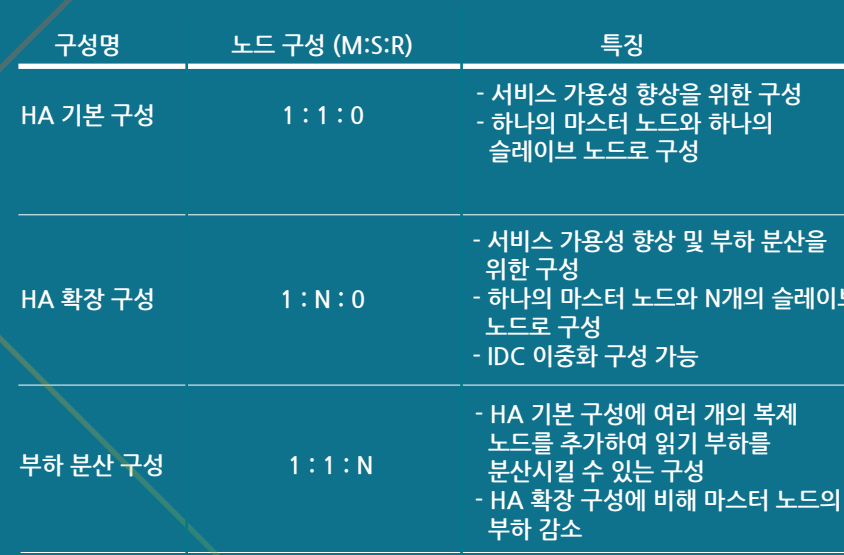 구성명 노드 구성 (M:S:R) 특징
HA 기본 구성 1 : 1 : 0
- 서비스 가용성 향상을 위한 구성
- 하나의 마스터 노드와 하나의
슬레이브 노드로 구성
HA 확장 구성 1 : N : 0
- 서비스 가용성 향상 및 부하 분산을
위한 구성
- 하나의 마스터 노드와 N개의 슬레이브
노드로 구성
- IDC 이중화 구성 가능
부하 분산 구성 1 : 1 : N
- HA 기본 구성에 여러 개의 복제
노드를 추가하여 읽기 부하를
분산시킬 수 있는 구성
- HA 확장 구성에 비해 마스터 노드의
부하 감소